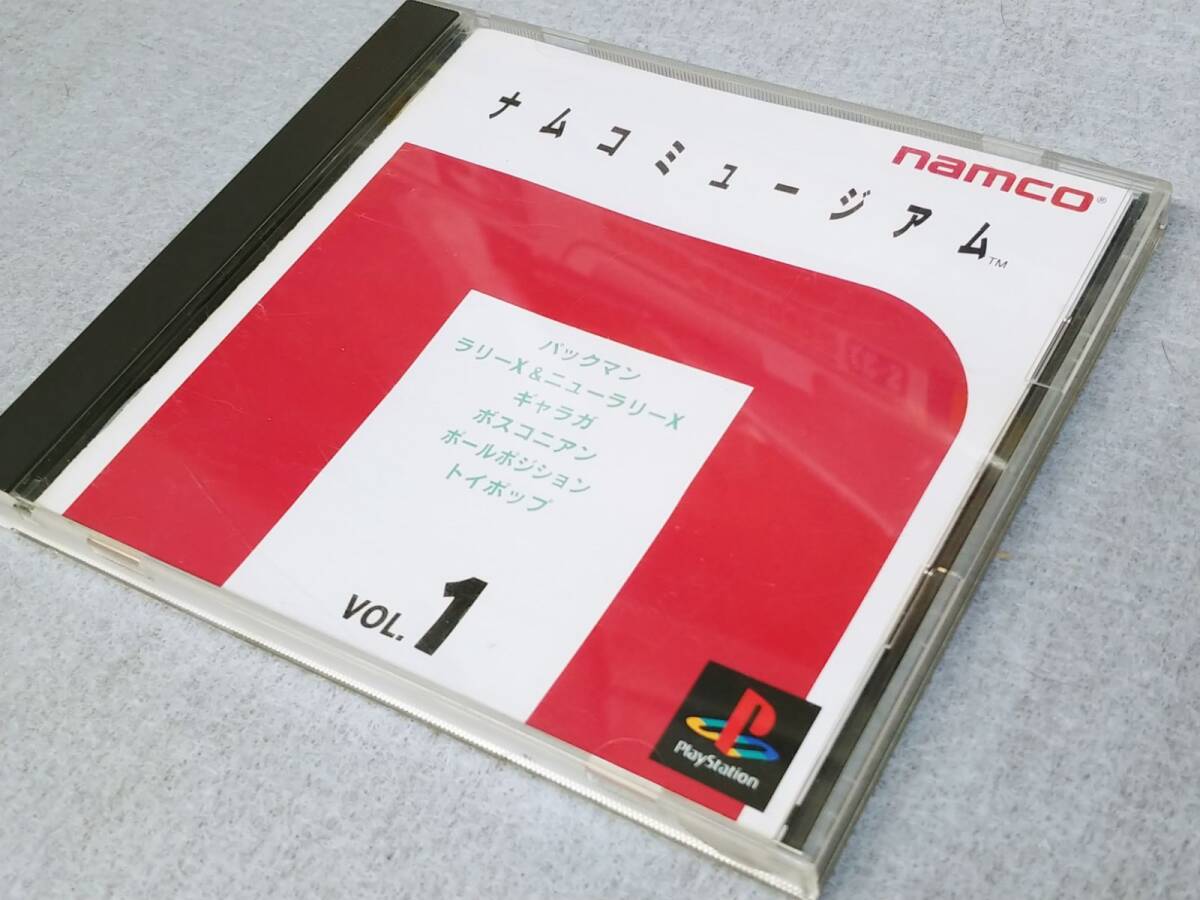 ナムコミュージアム™
namco®
パックマン
ラリーX&ニューラリーX
ギャラガ
ボスコニアン
ポールポジション
トイポップ
VOL.1
PlayStation